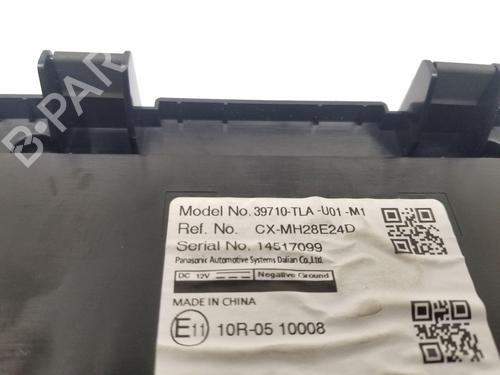 B-PAR
Model No. 39710-TLA-U01-M1
Ref. No. CX-MH28E24D
Serial No. 14517099
Panasonic Automotive Systems Dalian Co.,Ltd.
DC 12V Negative Ground
MADE IN CHINA
E11 10R-05 10008